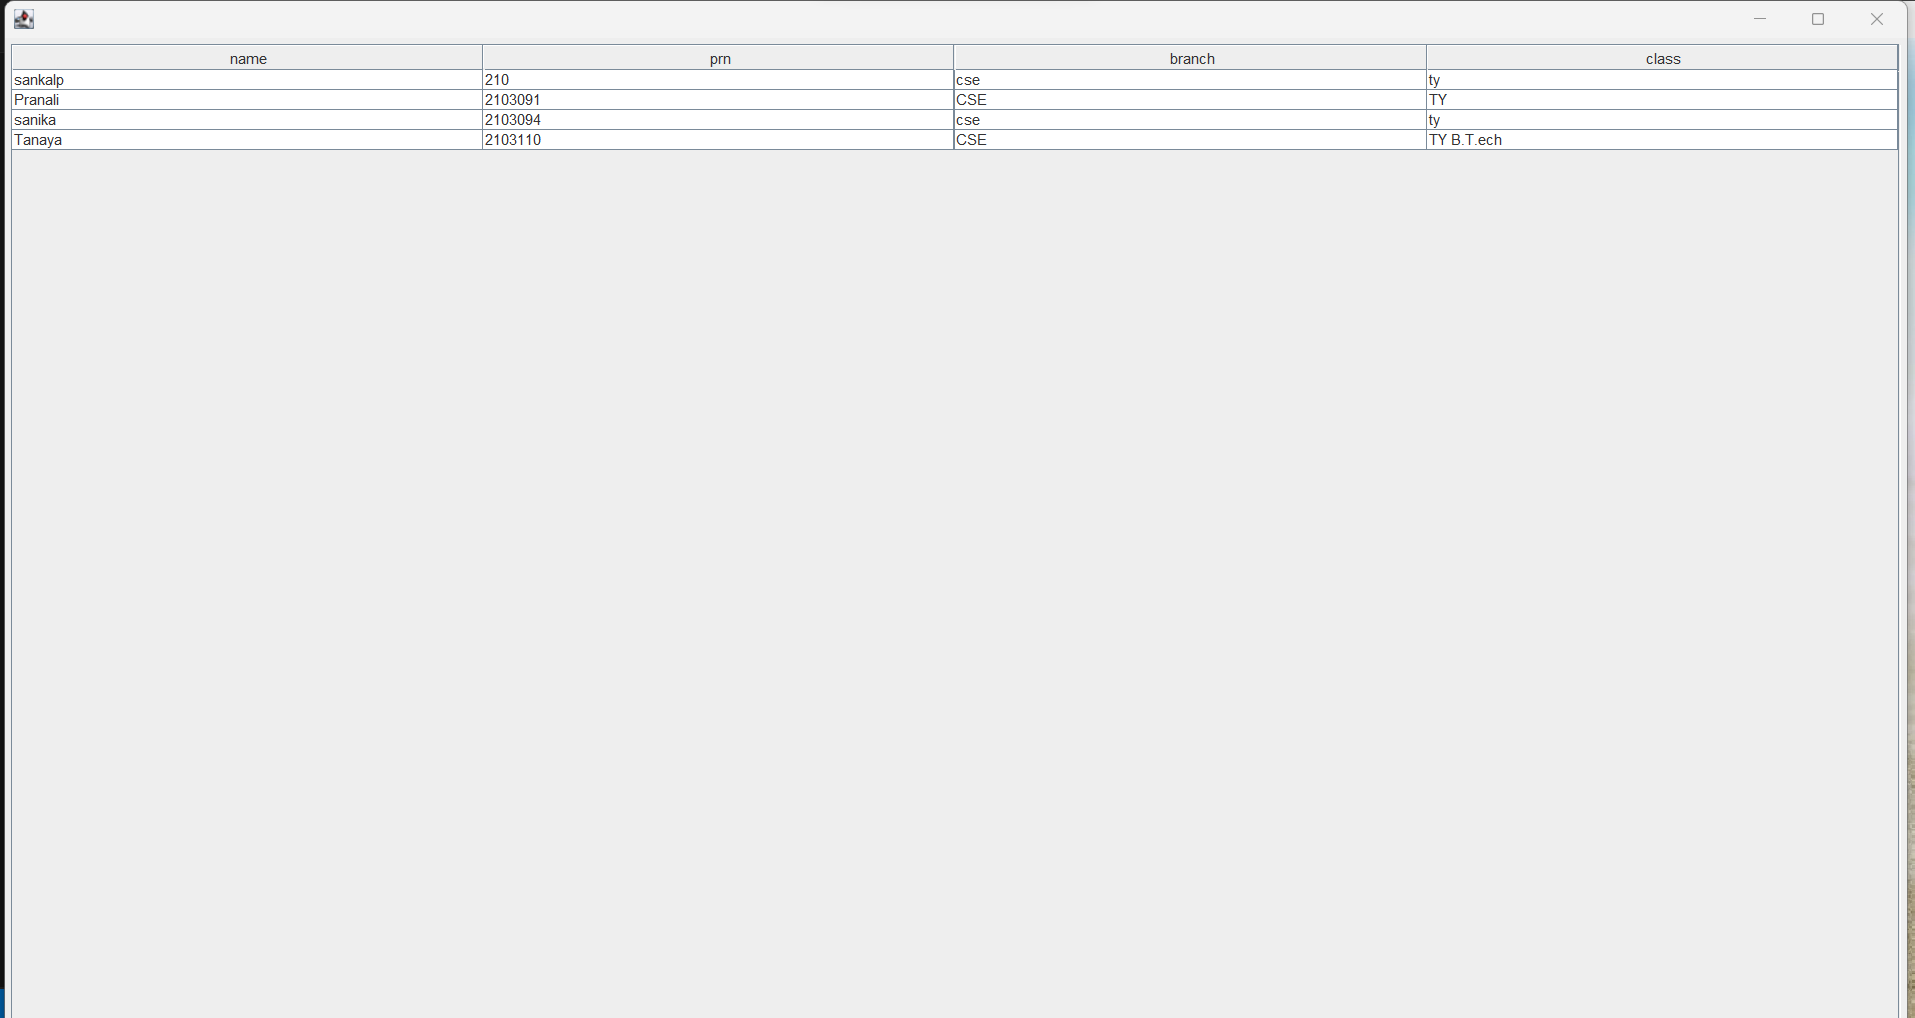 name prn branch class
sankalp 210 cse ty
Pranali 2103091 CSE TY
sanika 2103094 cse ty
Tanaya 2103110 CSE TY B.T.ech